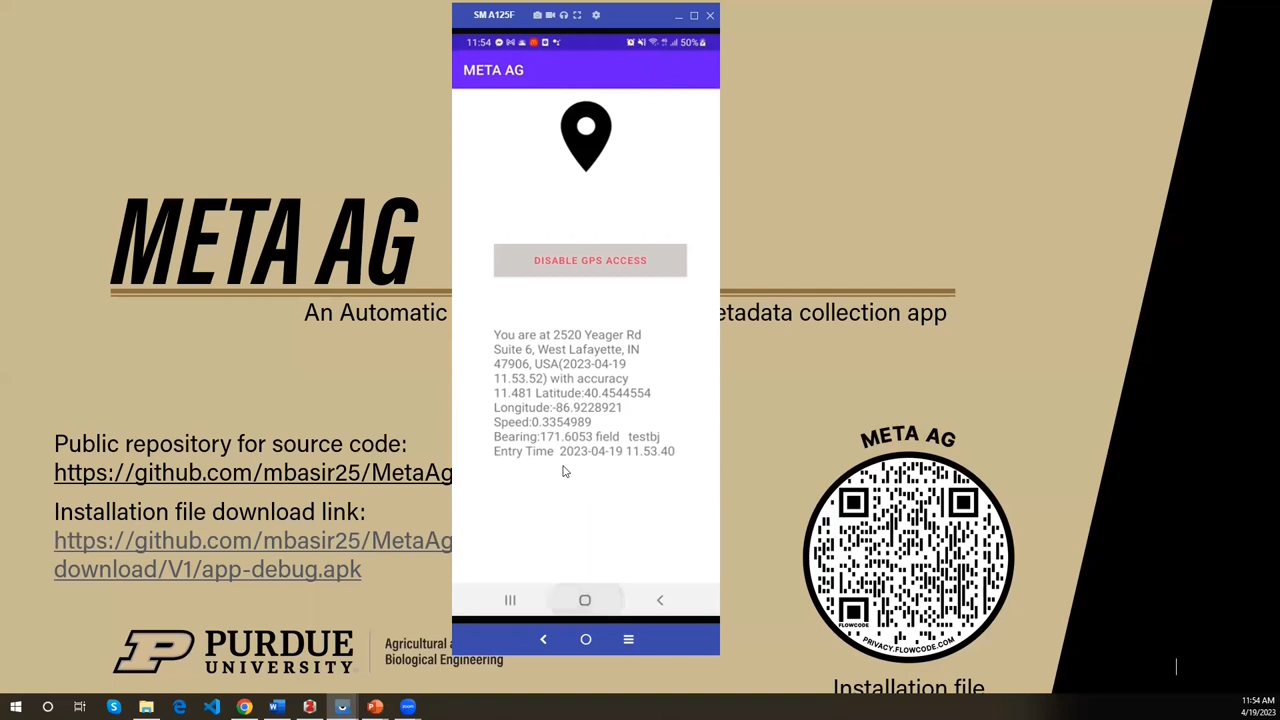 SM A125F
11:54
50%
META AG
DISABLE GPS ACCESS
You are at 2520 Yeager Rd
Suite 6, West Lafayette, IN
47906, USA(2023-04-19
11.53.52) with accuracy
11.481 Latitude:40.4544554
Longitude:-86.9228921
Speed:0.3354989
Bearing:171.6053 field testbj
Entry Time 2023-04-19 11.53.40
META AG
An Automatic
etadata collection app
Public repository for source code:
https://github.com/mbasir25/MetaAg
Installation file download link:
https://github.com/mbasir25/MetaAg
download/V1/app-debug.apk
PURDUE
UNIVERSITY
Agricultural a
Biological Engineering
META AG
FLOWCODE
PRIVACY.FLOWCODE.COM
Installation file
11:54 AM
4/19/2023